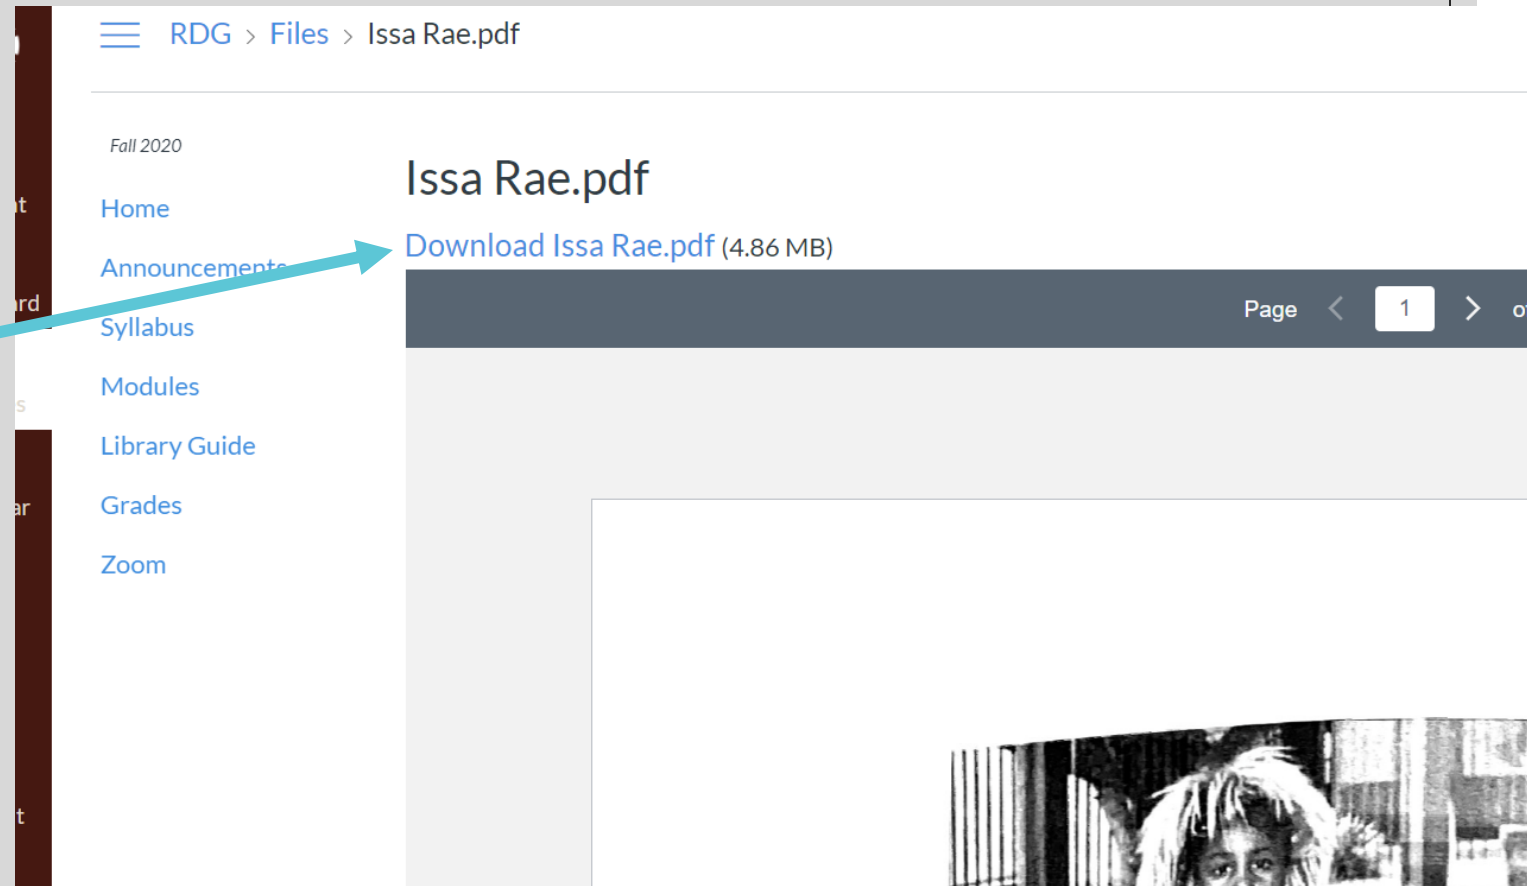 RDG > Files > Issa Rae.pdf
Fall 2020
Issa Rae.pdf
Download Issa Rae.pdf (4.86 MB)
Page < 1 >
Home
Announcements
Syllabus
Modules
Library Guide
Grades
Zoom